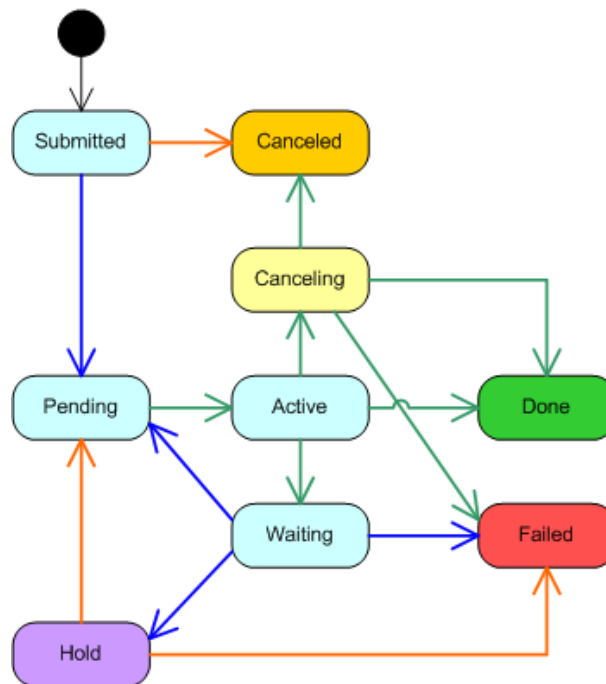 Submitted
Canceled
Canceling
Pending
Active
Done
Waiting
Failed
Hold